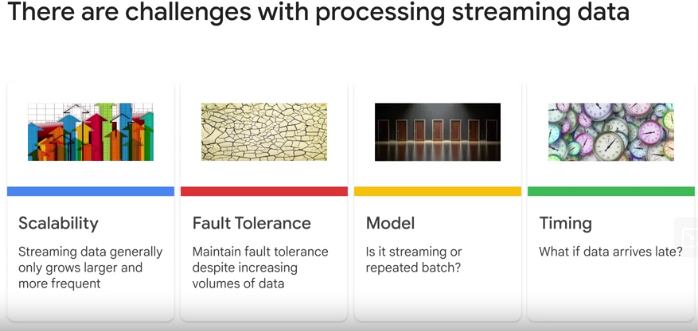 There are challenges with processing streaming data
Scalability
Streaming data generally
only grows larger and
more frequent
Fault Tolerance
Maintain fault tolerance
despite increasing
volumes of data
Model
Is it streaming or
repeated batch?
Timing
What if data arrives late?